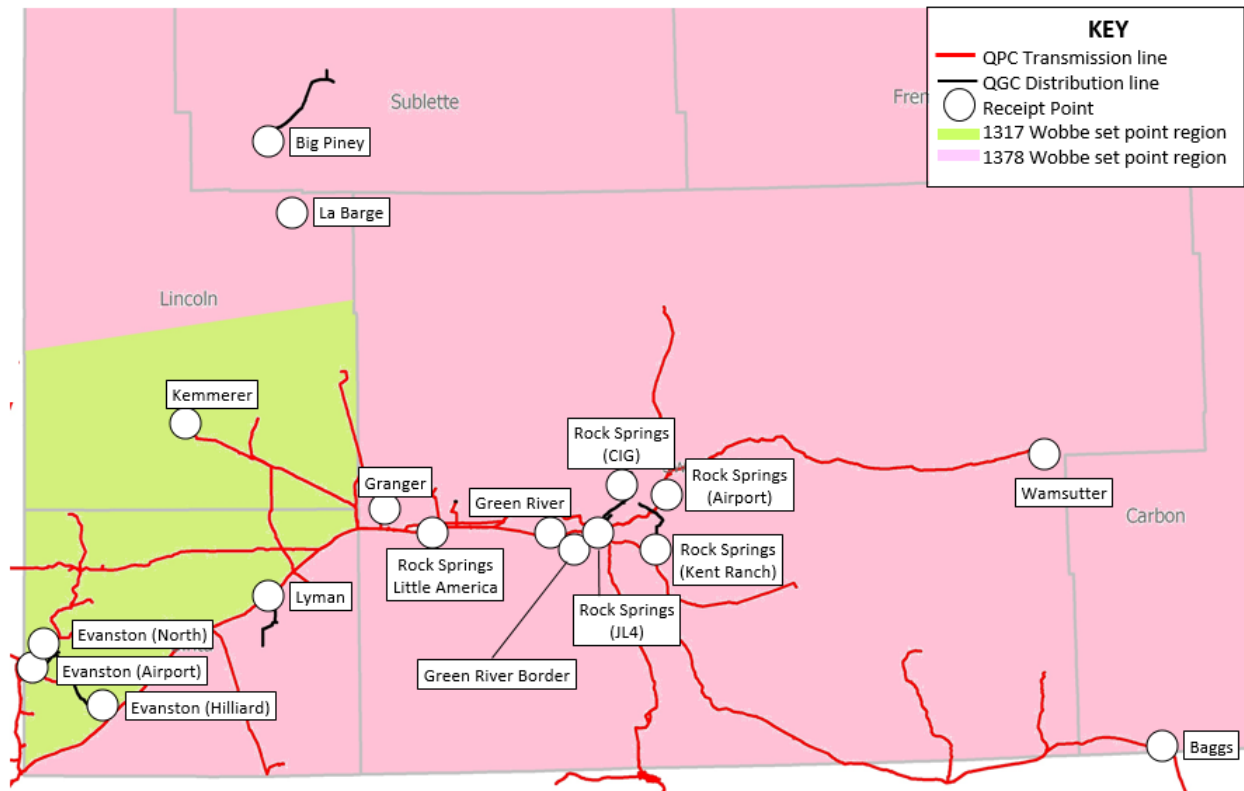 KEY
QPC Transmission line
QGC Distribution line
Receipt Point
1317 Wobbe set point region
1378 Wobbe set point region
Sublette
Big Piney
La Barge
Lincoln
Kemmerer
Rock Springs
(CIG)
Granger
Green River
Rock Springs
(Airport)
Wamsutter
Carbon
Rock Springs
Little America
Rock Springs
(Kent Ranch)
Lyman
Rock Springs
(JL4)
Evanston (North)
Evanston (Airport)
Green River Border
Evanston (Hilliard)
Baggs